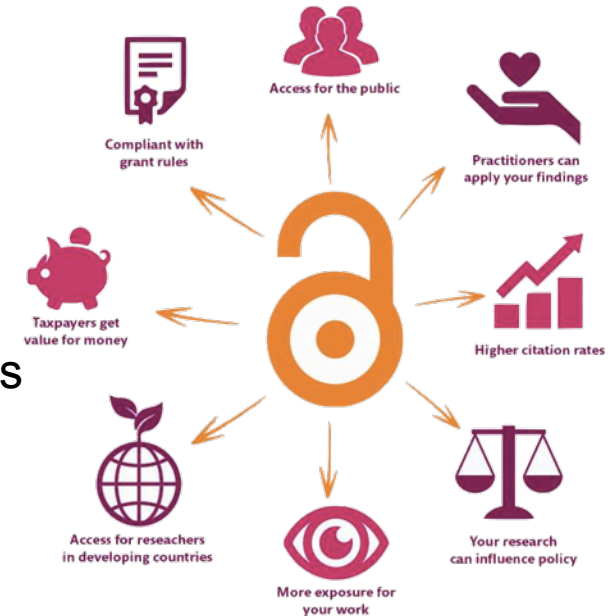 Access for the public
Compliant with
grant rules
Practitioners can
apply your findings
Taxpayers get
value for money
Higher citation rates
s
Access for reseachers
in developing countries
Your research
can influence policy
More exposure for
your work